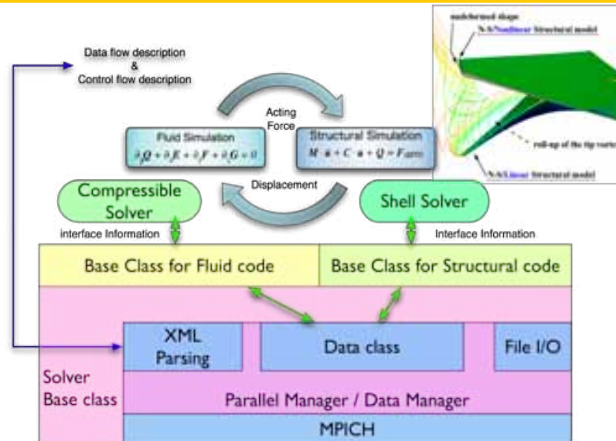 Data flow description
&
Control flow description
undeformed shape
N-S/Nonlinear Structural model
Acting
Force
Fluid Simulation
Structural Simulation
roll-up of the tip vortex
Displacement
N-S/Linear Structural model
Compressible
Solver
Shell Solver
interface Information
Interface Information
Base Class for Fluid code
Base Class for Structural code
XML
Parsing
Data class
File I/O
Solver
Base class
Parallel Manager / Data Manager
MPICH